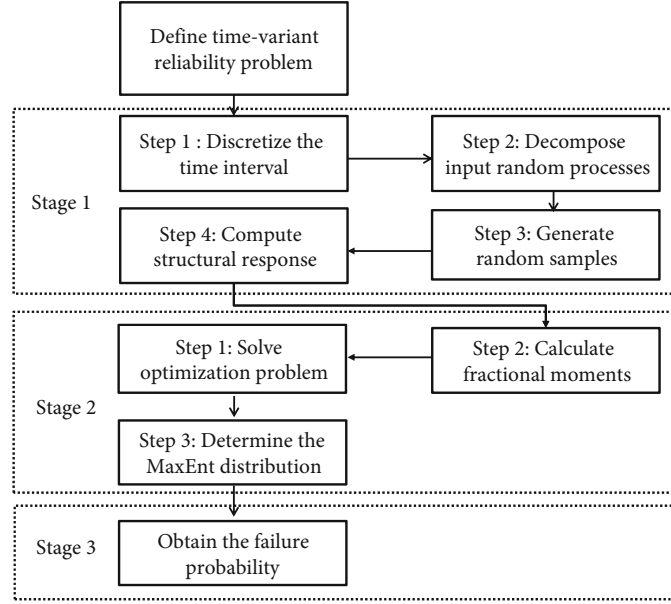 Define time-variant
reliability problem
Stage 1
Step 1 : Discretize the
time interval
Step 2: Decompose
input random processes
Step 3: Generate
random samples
Step 4: Compute
structural response
Stage 2
Step 1: Solve
optimization problem
Step 2: Calculate
fractional moments
Step 3: Determine the
MaxEnt distribution
Stage 3
Obtain the failure
probability